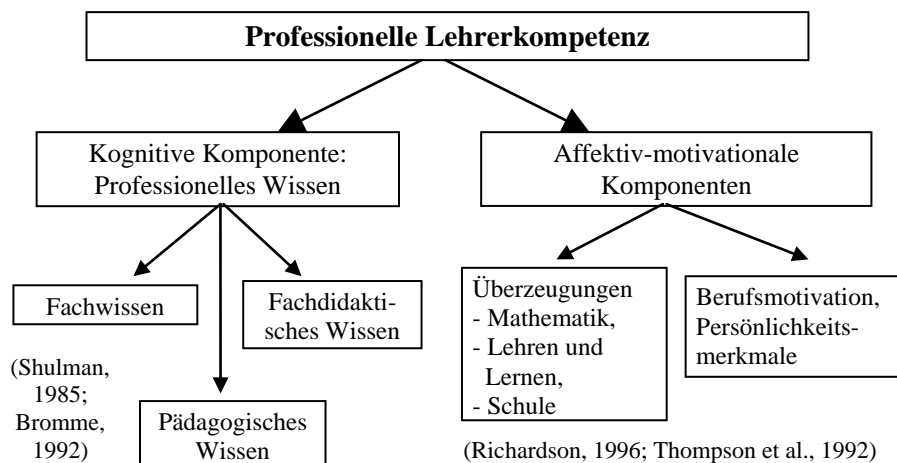 Professionelle Lehrerkompetenz
Kognitive Komponente:
Professionelles Wissen
Affektiv-motivationale
Komponenten
Fachwissen
Fachdidakti-
sches Wissen
Pädagogisches
Wissen
(Shulman,
1985;
Bromme,
1992)
Überzeugungen
- Mathematik,
- Lehren und
Lernen,
- Schule
Berufsmotivation,
Persönlichkeits-
merkmale
(Richardson, 1996; Thompson et al., 1992)